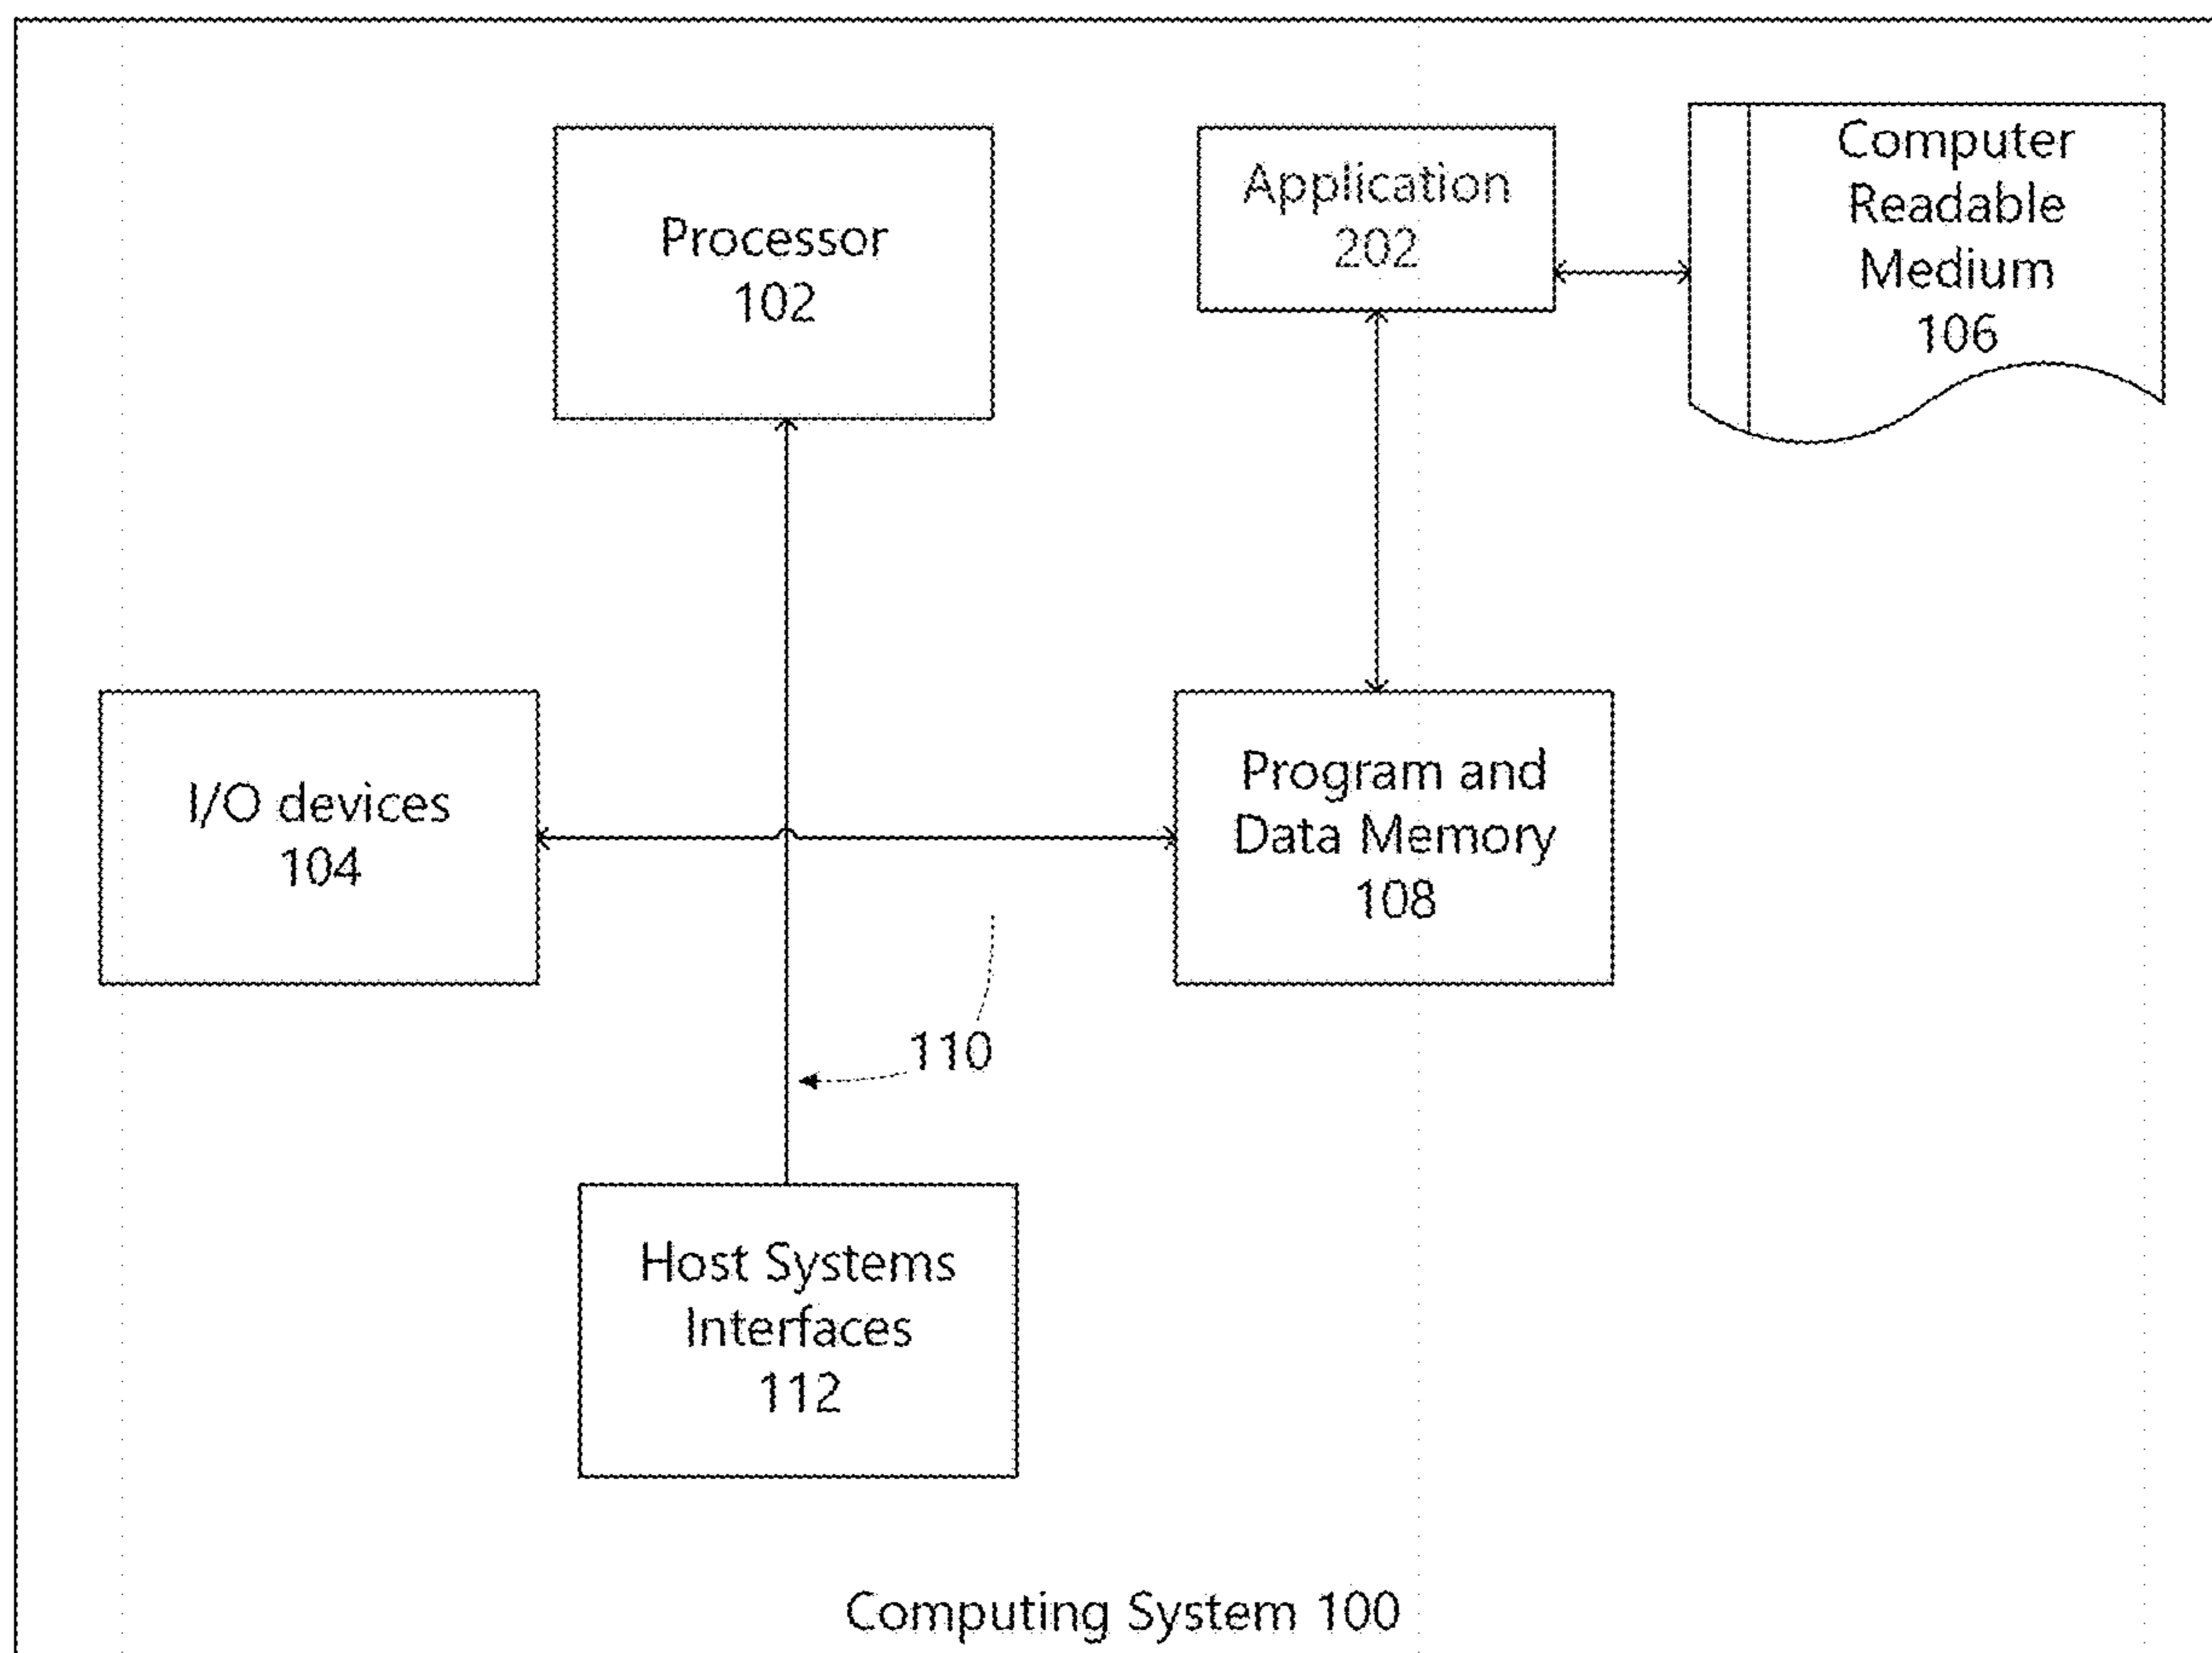 Processor
102
Application
202
Computer
Readable
Medium
106
I/O devices
104
Program and
Data Memory
108
110
Host Systems
Interfaces
112
Computing System 100